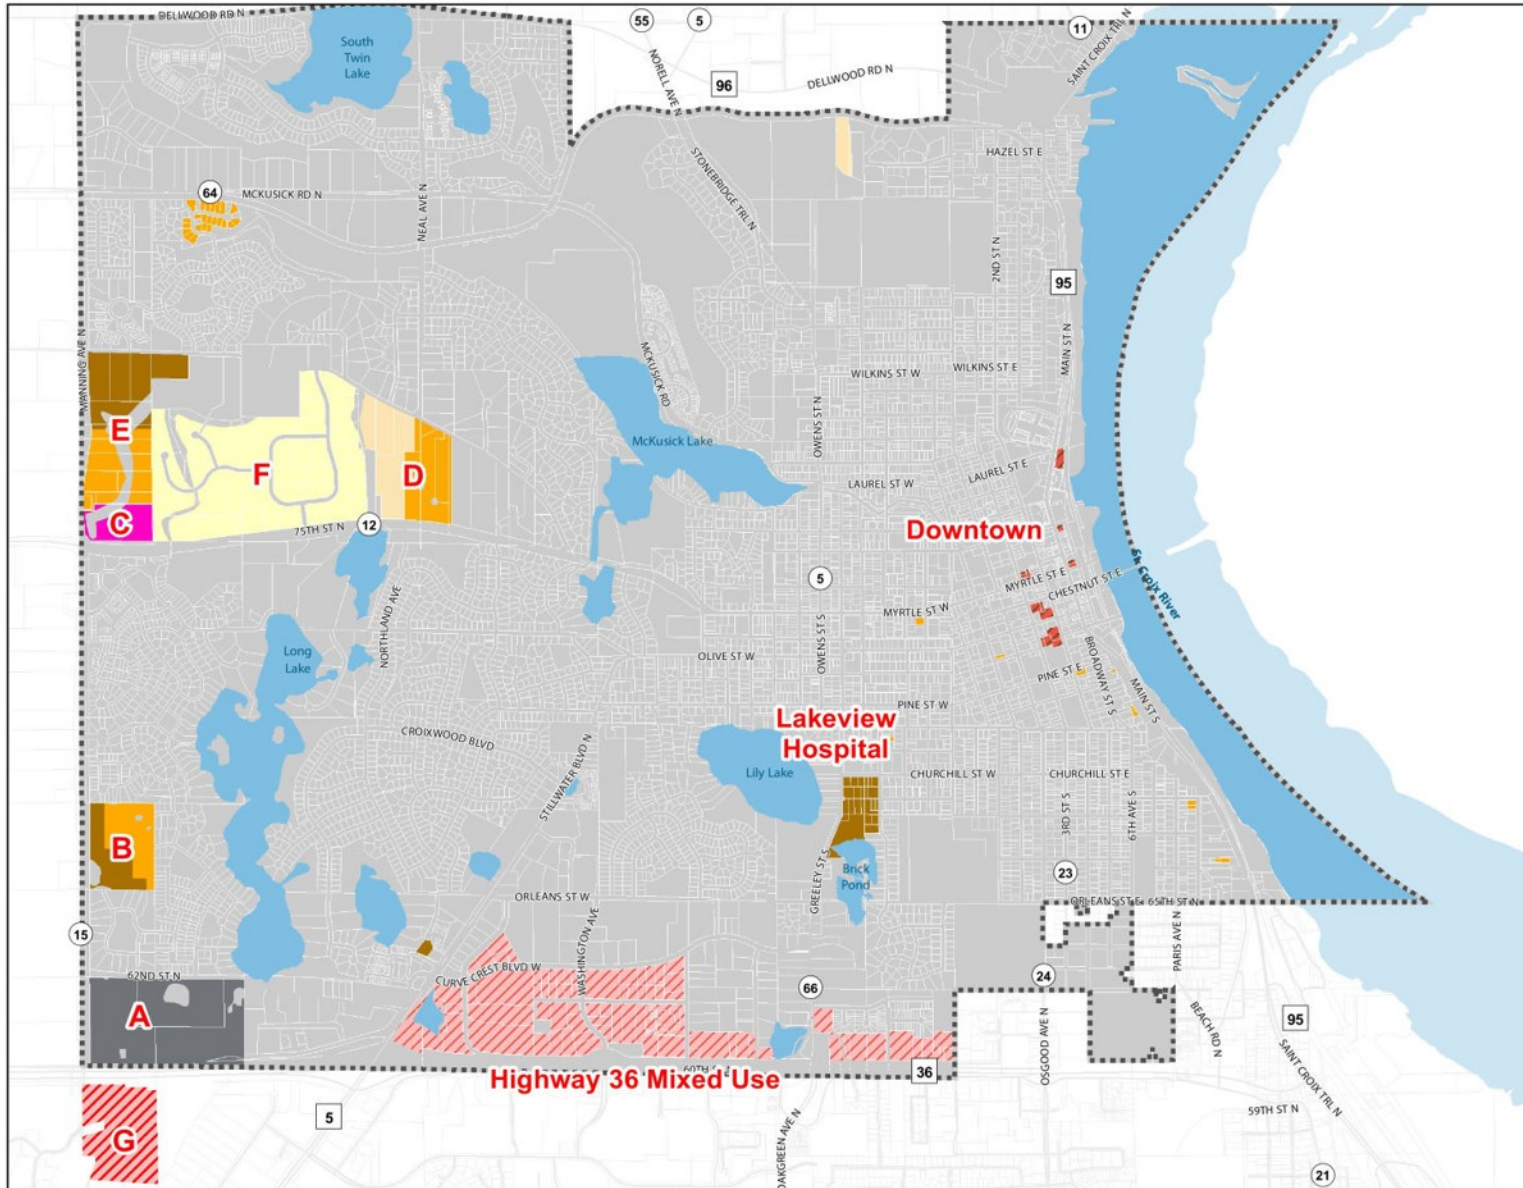 DELLWOOD RD N
55
5
11
SAINT CROIX TRL N
South
Twin
Lake
NORELL AVE N
96
DELLWOOD RD N
HAZEL ST E
STONEBRIDGE TRL N
64
MCKUSICK RD N
NEAL AVE N
2ND ST N
95
MANNING AVE N
MAIN ST N
MCKUSICK RD
WILKINS ST W
WILKINS ST E
OWENS ST N
E
McKusick Lake
F
D
LAUREL ST E
LAUREL ST W
C
75TH ST N
12
Downtown
5
MYRTLE ST E
CHESTNUT ST E
St. Croix River
NORTHLAND AVE
MYRTLE ST W
Long
Lake
OLIVE ST W
OWENS ST S
BROADWAY ST S
PINE ST E
MAIN ST S
PINE ST W
Lakeview
Hospital
CROIXWOOD BLVD
STILLWATER BLVD N
Lily Lake
CHURCHILL ST W
CHURCHILL ST E
3RD ST S
6TH AVE S
B
GREELEY ST S
Brick
Pond
23
ORLEANS ST W
ORLEANS ST E
65TH ST N
15
WASHINGTON AVE
PARIS AVE N
62ND ST N
CURVE CREST BLVD W
24
66
A
BEACH RD N
95
OSGOOD AVE N
SAINT CROIX TRL N
36
Highway 36 Mixed Use
5
59TH ST N
G
OAKGREEN AVE N
21